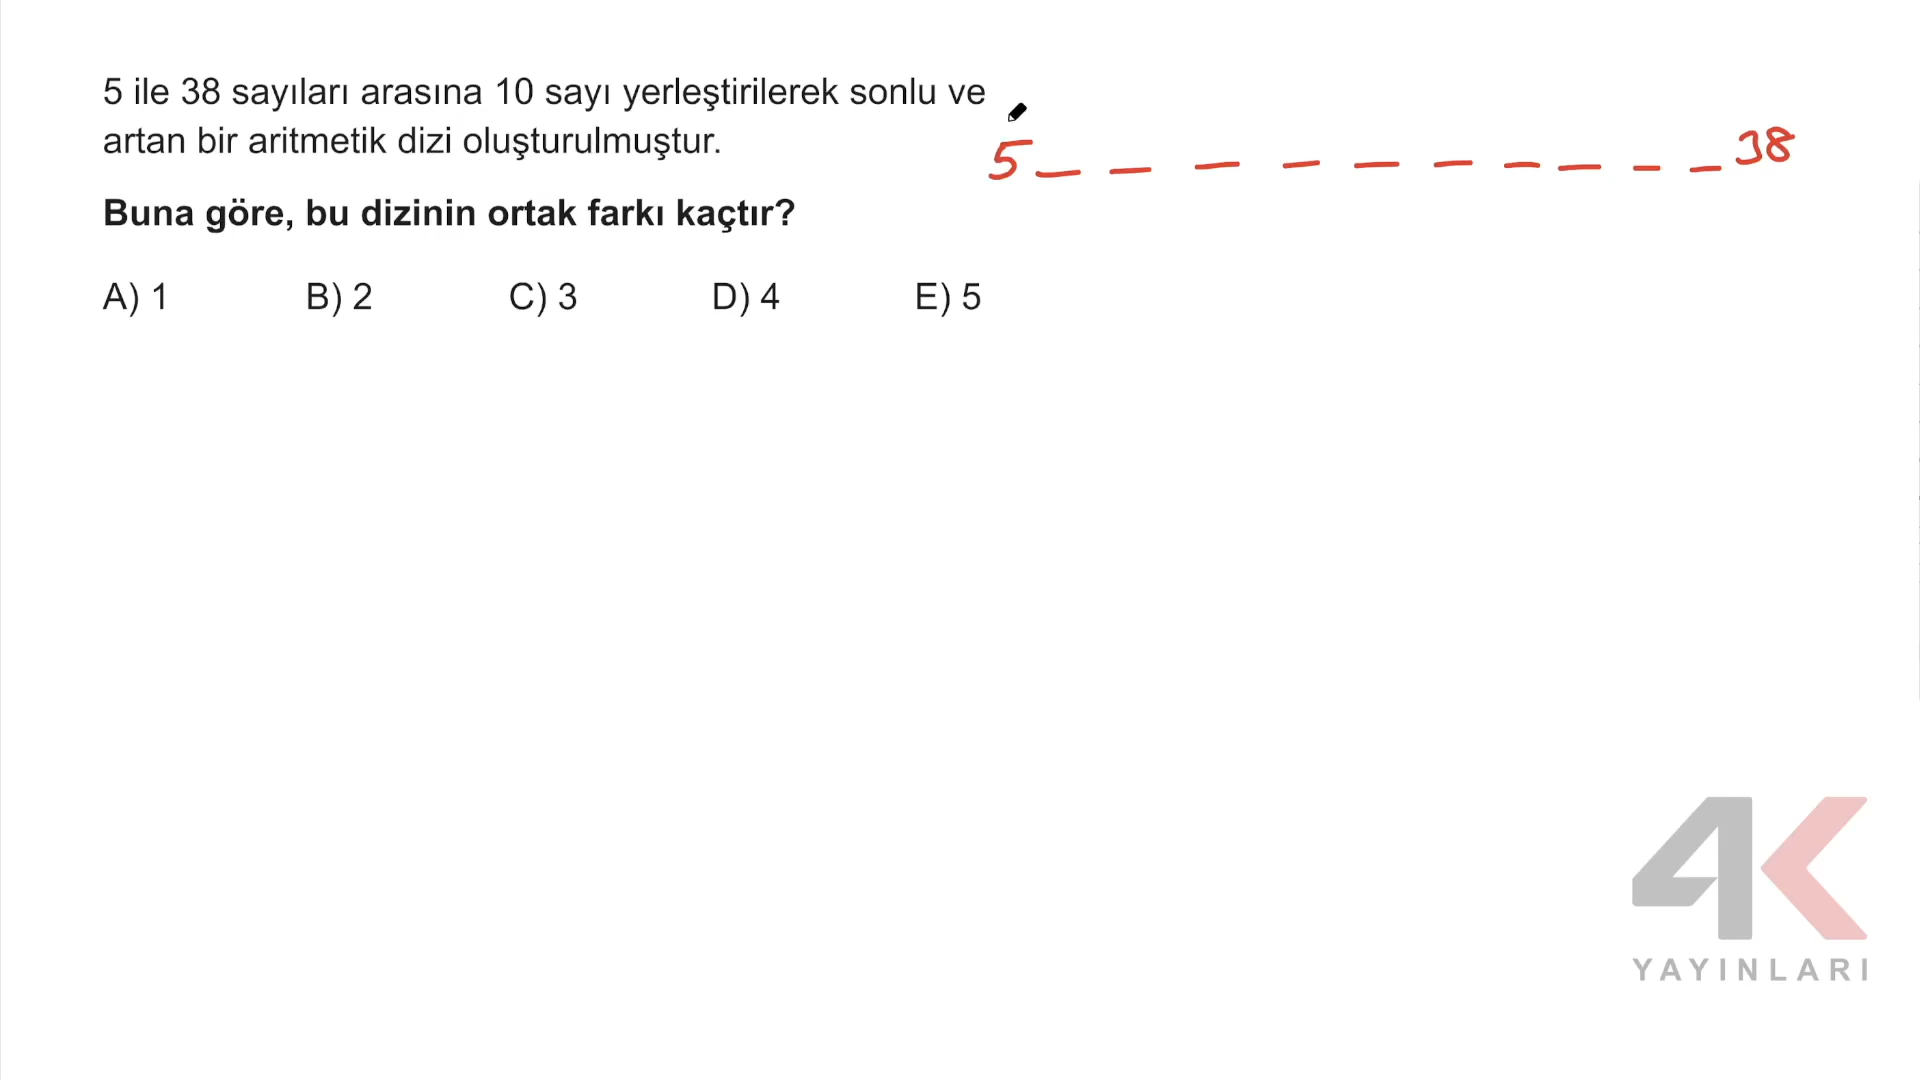 5 ile 38 sayıları arasına 10 sayı yerleştirilerek sonlu ve
artan bir aritmetik dizi oluşturulmuştur.
5 _ _ _ _ _ _ _ _ _ _ 38
Buna göre, bu dizinin ortak farkı kaçtır?
A) 1 B) 2 C) 3 D) 4 E) 5
4K
YAYINLARI